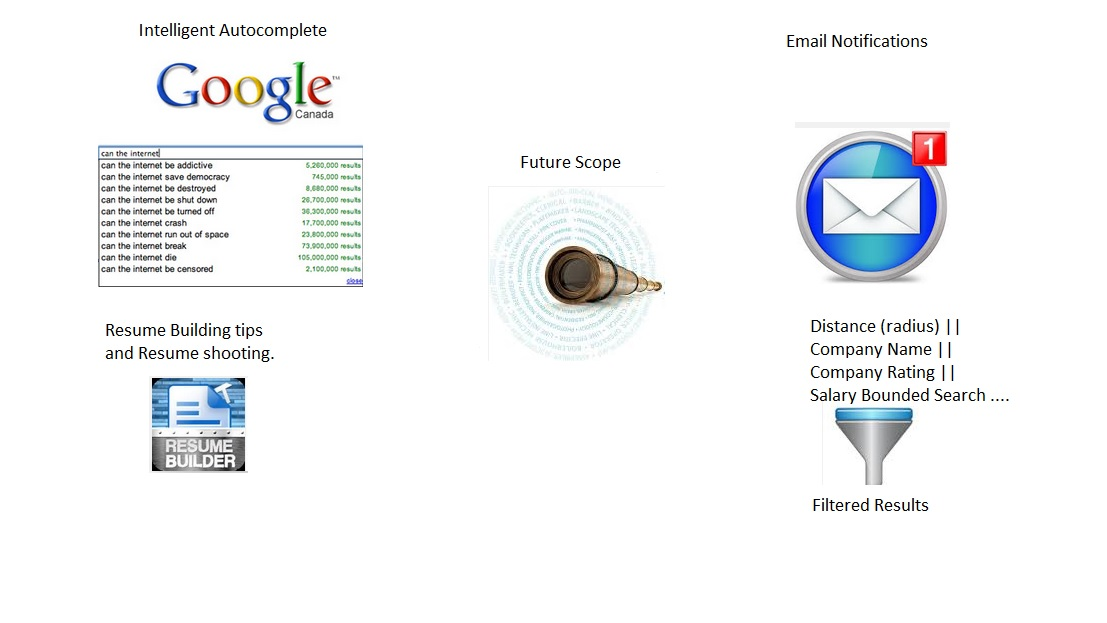 Intelligent Autocomplete
Google™
Canada
can the internet
can the internet be addictive 5,260,000 results
can the internet save democracy 745,000 results
can the internet be destroyed 8,680,000 results
can the internet be shut down 26,700,000 results
can the internet be turned off 36,300,000 results
can the internet crash 17,700,000 results
can the internet run out of space 23,800,000 results
can the internet break 73,900,000 results
can the internet die 105,000,000 results
can the internet be censored 2,100,000 results
close
Resume Building tips
and Resume shooting.
RESUME
BUILDER
Future Scope
Email Notifications
1
Distance (radius) ||
Company Name ||
Company Rating ||
Salary Bounded Search ....
Filtered Results